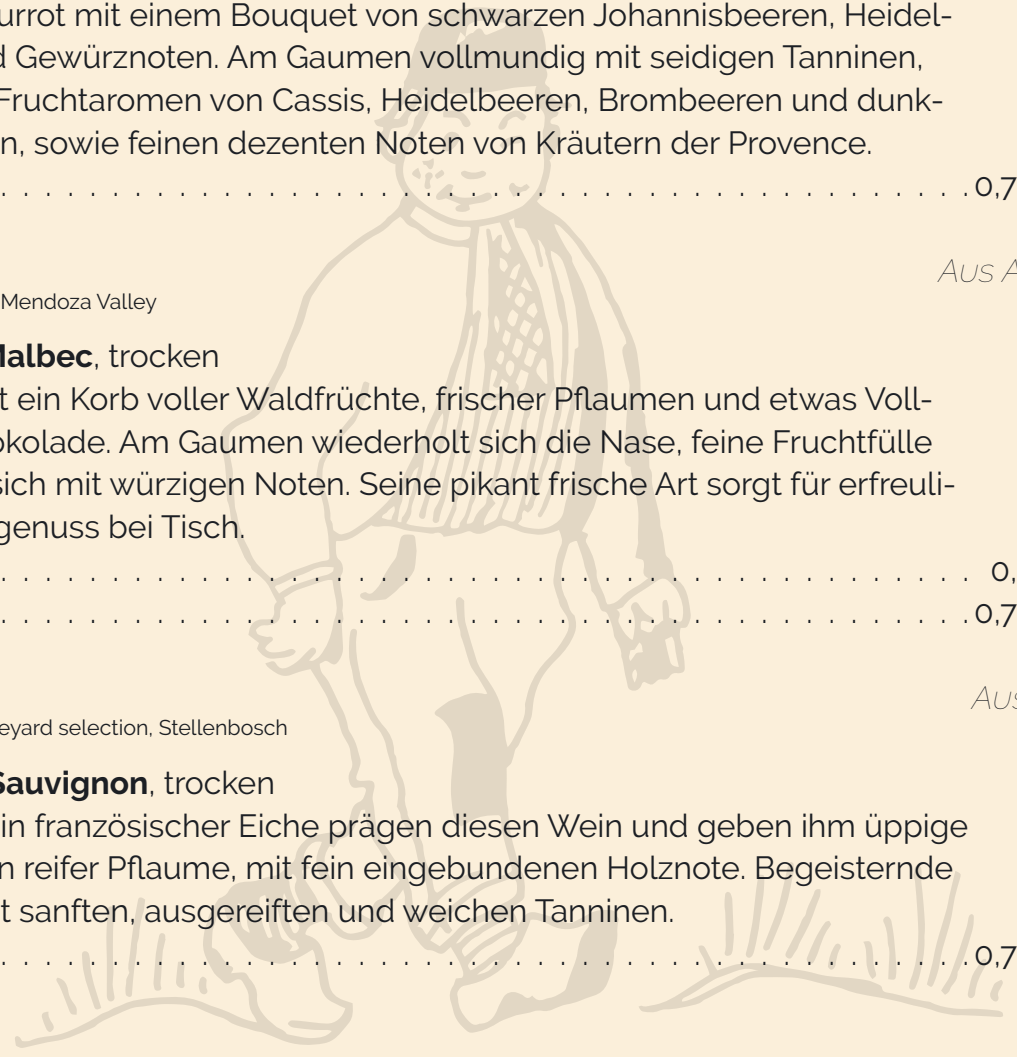 urrot mit einem Bouquet von schwarzen Johannisbeeren, Heidel-
d Gewürznoten. Am Gaumen vollmundig mit seidigen Tanninen,
Fruchtaromen von Cassis, Heidelbeeren, Brombeeren und dunk-
n, sowie feinen dezenten Noten von Kräutern der Provence.
. . . . . . . . . . . . . . . . . . . . . . . . . . . . . . . . . . . . . . . . . . . . 0,7
Aus A
Mendoza Valley
Malbec, trocken
t ein Korb voller Waldfrüchte, frischer Pflaumen und etwas Voll-
okolade. Am Gaumen wiederholt sich die Nase, feine Fruchtfülle
sich mit würzigen Noten. Seine pikant frische Art sorgt für erfreuli-
genuss bei Tisch.
. . . . . . . . . . . . . . . . . . . . . . . . . . . . . . . . . . . . . . . . . . . . 0,
. . . . . . . . . . . . . . . . . . . . . . . . . . . . . . . . . . . . . . . . . . . . 0,7
Aus
eyard selection, Stellenbosch
Sauvignon, trocken
in französischer Eiche prägen diesen Wein und geben ihm üppige
n reifer Pflaume, mit fein eingebundenen Holznote. Begeisternde
t sanften, ausgereiften und weichen Tanninen.
. . . . . . . . . . . . . . . . . . . . . . . . . . . . . . . . . . . . . . . . . . . . 0,7